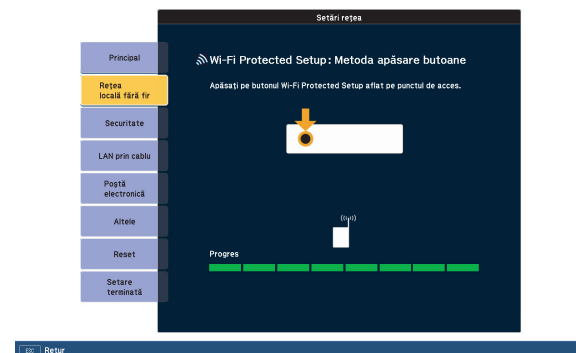 Setări rețea
Principal
Rețea
locală fără fir
Securitate
LAN prin cablu
Poștă
electronică
Altele
Reset
Setare
terminată
Wi-Fi Protected Setup: Metoda apăsare butoane
Apăsați pe butonul Wi-Fi Protected Setup aflat pe punctul de acces.
Progres
ESC Retur